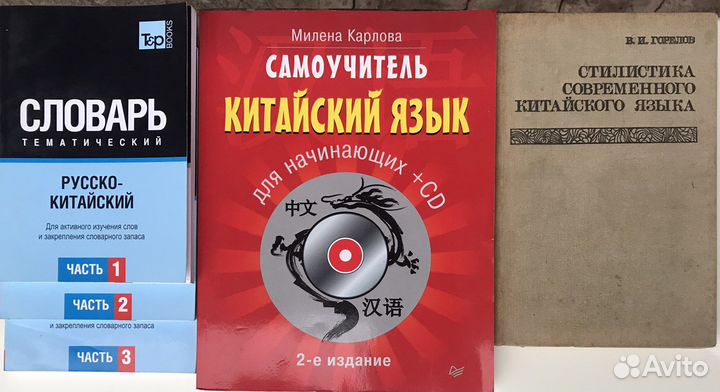 T&P
BOOKS
СЛОВАРЬ
ТЕМАТИЧЕСКИЙ
РУССКО-
КИТАЙСКИЙ
Для активного изучения слов
и закрепления словарного запаса
ЧАСТЬ 1
ЧАСТЬ 2
и закрепления словарного запаса
ЧАСТЬ 3
Милена Карлова
САМОУЧИТЕЛЬ
КИТАЙСКИЙ ЯЗЫК
для начинающих +CD
中文
汉语
2-е издание
В. И. ГОРЕЛОВ
СТИЛИСТИКА
СОВРЕМЕННОГО
КИТАЙСКОГО ЯЗЫКА
Avito